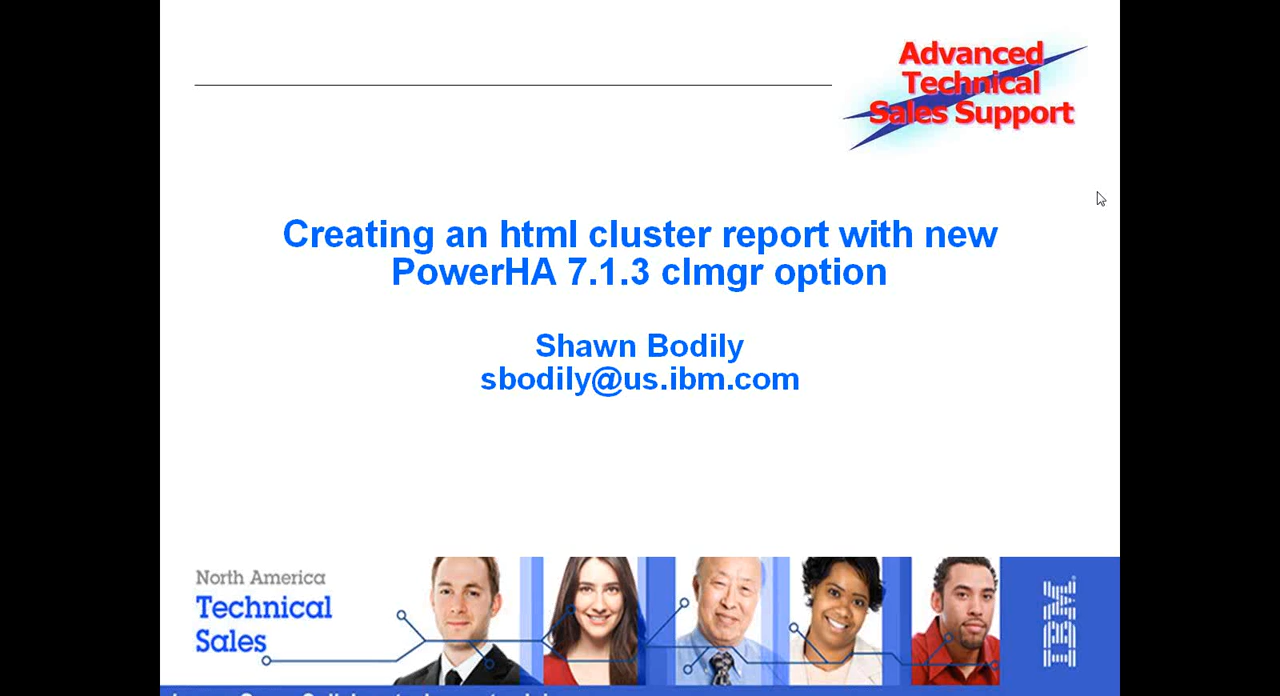 Advanced
Technical
Sales Support
Creating an html cluster report with new
PowerHA 7.1.3 clmgr option
Shawn Bodily
sbodily@us.ibm.com
North America
Technical
Sales
IBM